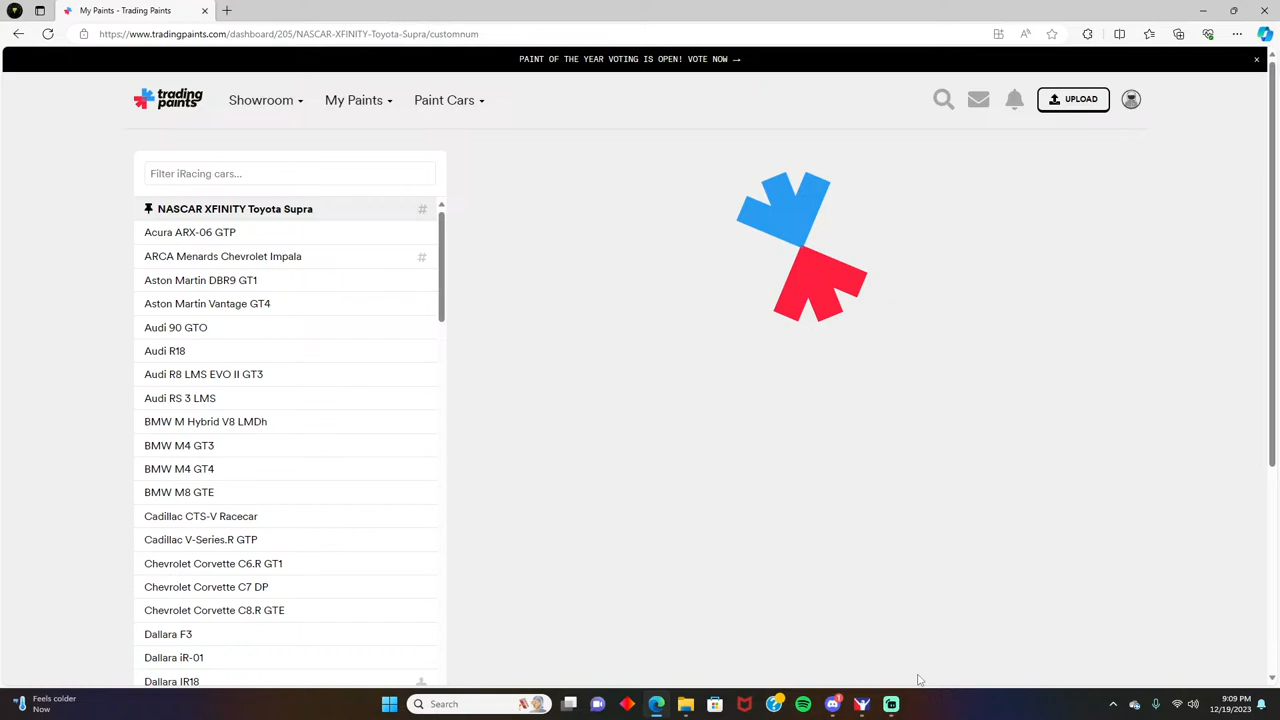 My Paints - Trading Paints
https://www.tradingpaints.com/dashboard/205/NASCAR-XFINITY-Toyota-Supra/customnum
PAINT OF THE YEAR VOTING IS OPEN! VOTE NOW →
trading paints
Showroom
My Paints
Paint Cars
UPLOAD
Filter iRacing cars...
NASCAR XFINITY Toyota Supra #
Acura ARX-06 GTP
ARCA Menards Chevrolet Impala #
Aston Martin DBR9 GT1
Aston Martin Vantage GT4
Audi 90 GTO
Audi R18
Audi R8 LMS EVO II GT3
Audi RS 3 LMS
BMW M Hybrid V8 LMDh
BMW M4 GT3
BMW M4 GT4
BMW M8 GTE
Cadillac CTS-V Racecar
Cadillac V-Series.R GTP
Chevrolet Corvette C6.R GT1
Chevrolet Corvette C7 DP
Chevrolet Corvette C8.R GTE
Dallara F3
Dallara iR-01
Dallara IR18
Feels colder
Now
Search
1
9:09 PM
12/19/2023